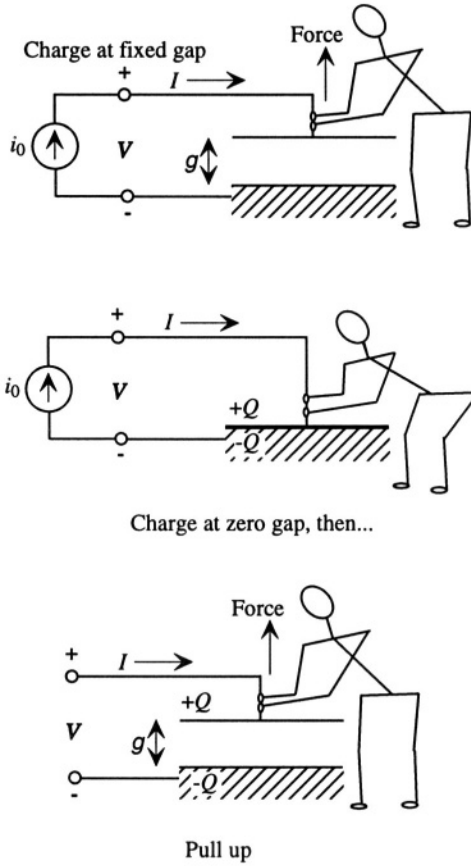 Charge at fixed gap
Force
+
I
i0
V
g
-
+
I
i0
V
+Q
-Q
-
Charge at zero gap, then...
Force
+
I
+Q
V
g
-Q
-
Pull up